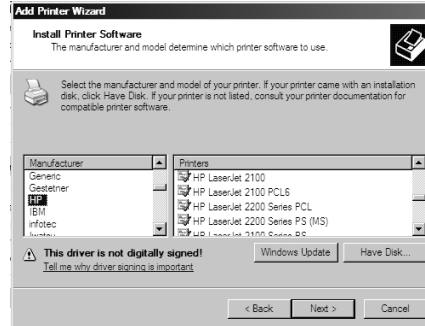 Add Printer Wizard
Install Printer Software
The manufacturer and model determine which printer software to use.
Select the manufacturer and model of your printer. If your printer came with an installation
disk, click Have Disk. If your printer is not listed, consult your printer documentation for
compatible printer software.
Manufacturer
Generic
Gestetner
HP
IBM
infotec
Iwatsu
Printers
HP LaserJet 2100
HP LaserJet 2100 PCL6
HP LaserJet 2200 Series PCL
HP LaserJet 2200 Series PS (MS)
This driver is not digitally signed!
Tell me why driver signing is important
Windows Update
Have Disk...
< Back
Next >
Cancel